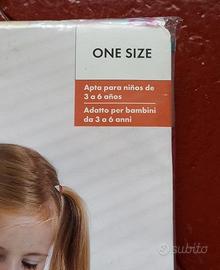 ONE SIZE
Apta para niños de
3 a 6 años
Adatto per bambini
da 3 a 6 anni
subito